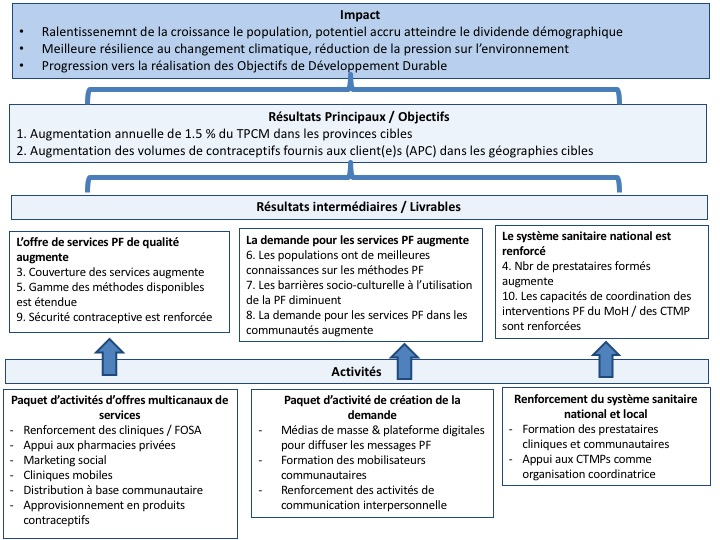 Impact
• Ralentissenemnt de la croissance le population, potentiel accru atteindre le dividende démographique
• Meilleure résilience au changement climatique, réduction de la pression sur l'environnement
• Progression vers la réalisation des Objectifs de Développement Durable
Résultats Principaux / Objectifs
1. Augmentation annuelle de 1.5 % du TPCM dans les provinces cibles
2. Augmentation des volumes de contraceptifs fournis aux client(e)s (APC) dans les géographies cibles
Résultats intermédiaires / Livrables
L'offre de services PF de qualité
augmente
3. Couverture des services augmente
5. Gamme des méthodes disponibles
est étendue
9. Sécurité contraceptive est renforcée
La demande pour les services PF augmente
6. Les populations ont de meilleures
connaissances sur les méthodes PF
7. Les barrières socio-culturelle à l'utilisation
de la PF diminuent
8. La demande pour les services PF dans les
communautés augmente
Le système sanitaire national est
renforcé
4. Nbr de prestataires formés
augmente
10. Les capacités de coordination des
interventions PF du MoH / des CTMP
sont renforcées
Activités
Paquet d'activités d'offres multicanaux de
services
- Renforcement des cliniques / FOSA
- Appui aux pharmacies privées
- Marketing social
- Cliniques mobiles
- Distribution à base communautaire
- Approvisionnement en produits
contraceptifs
Paquet d'activité de création de la
demande
- Médias de masse & plateforme digitales
pour diffuser les messages PF
- Formation des mobilisateurs
communautaires
- Renforcement des activités de
communication interpersonnelle
Renforcement du système sanitaire
national et local
- Formation des prestataires
cliniques et communautaires
- Appui aux CTMPs comme
organisation coordinatrice